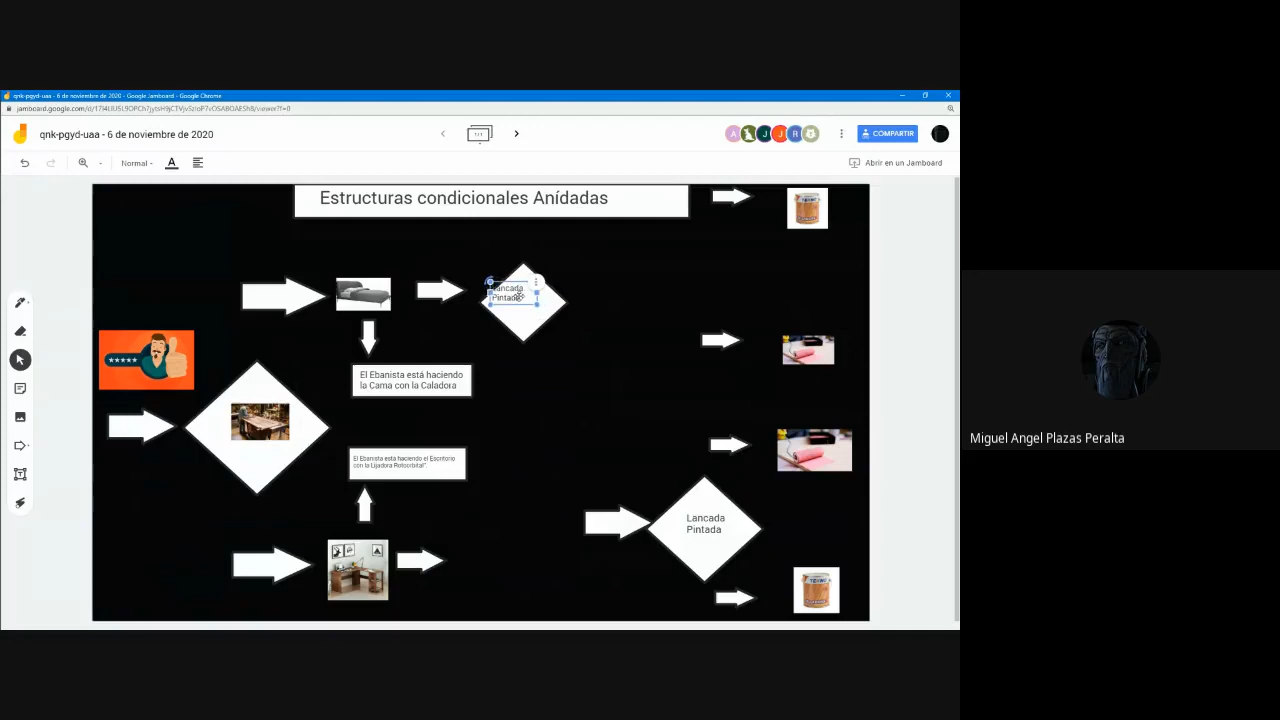 qnk-pgyd-uaa - 6 de noviembre de 2020 - Google Jamboard - Google Chrome
qnk-pgyd-uaa - 6 de noviembre de 2020
1/1
A
J
J
R
COMPARTIR
Normal
A
Abrir en un Jamboard
Estructuras condicionales Anídadas
Lancada
Pintada
El Ebanista está haciendo
la Cama con la Caladora
El Ebanista está haciendo el Escritorio
con la Lijadora Rotoorbital".
Lancada
Pintada
Miguel Angel Plazas Peralta